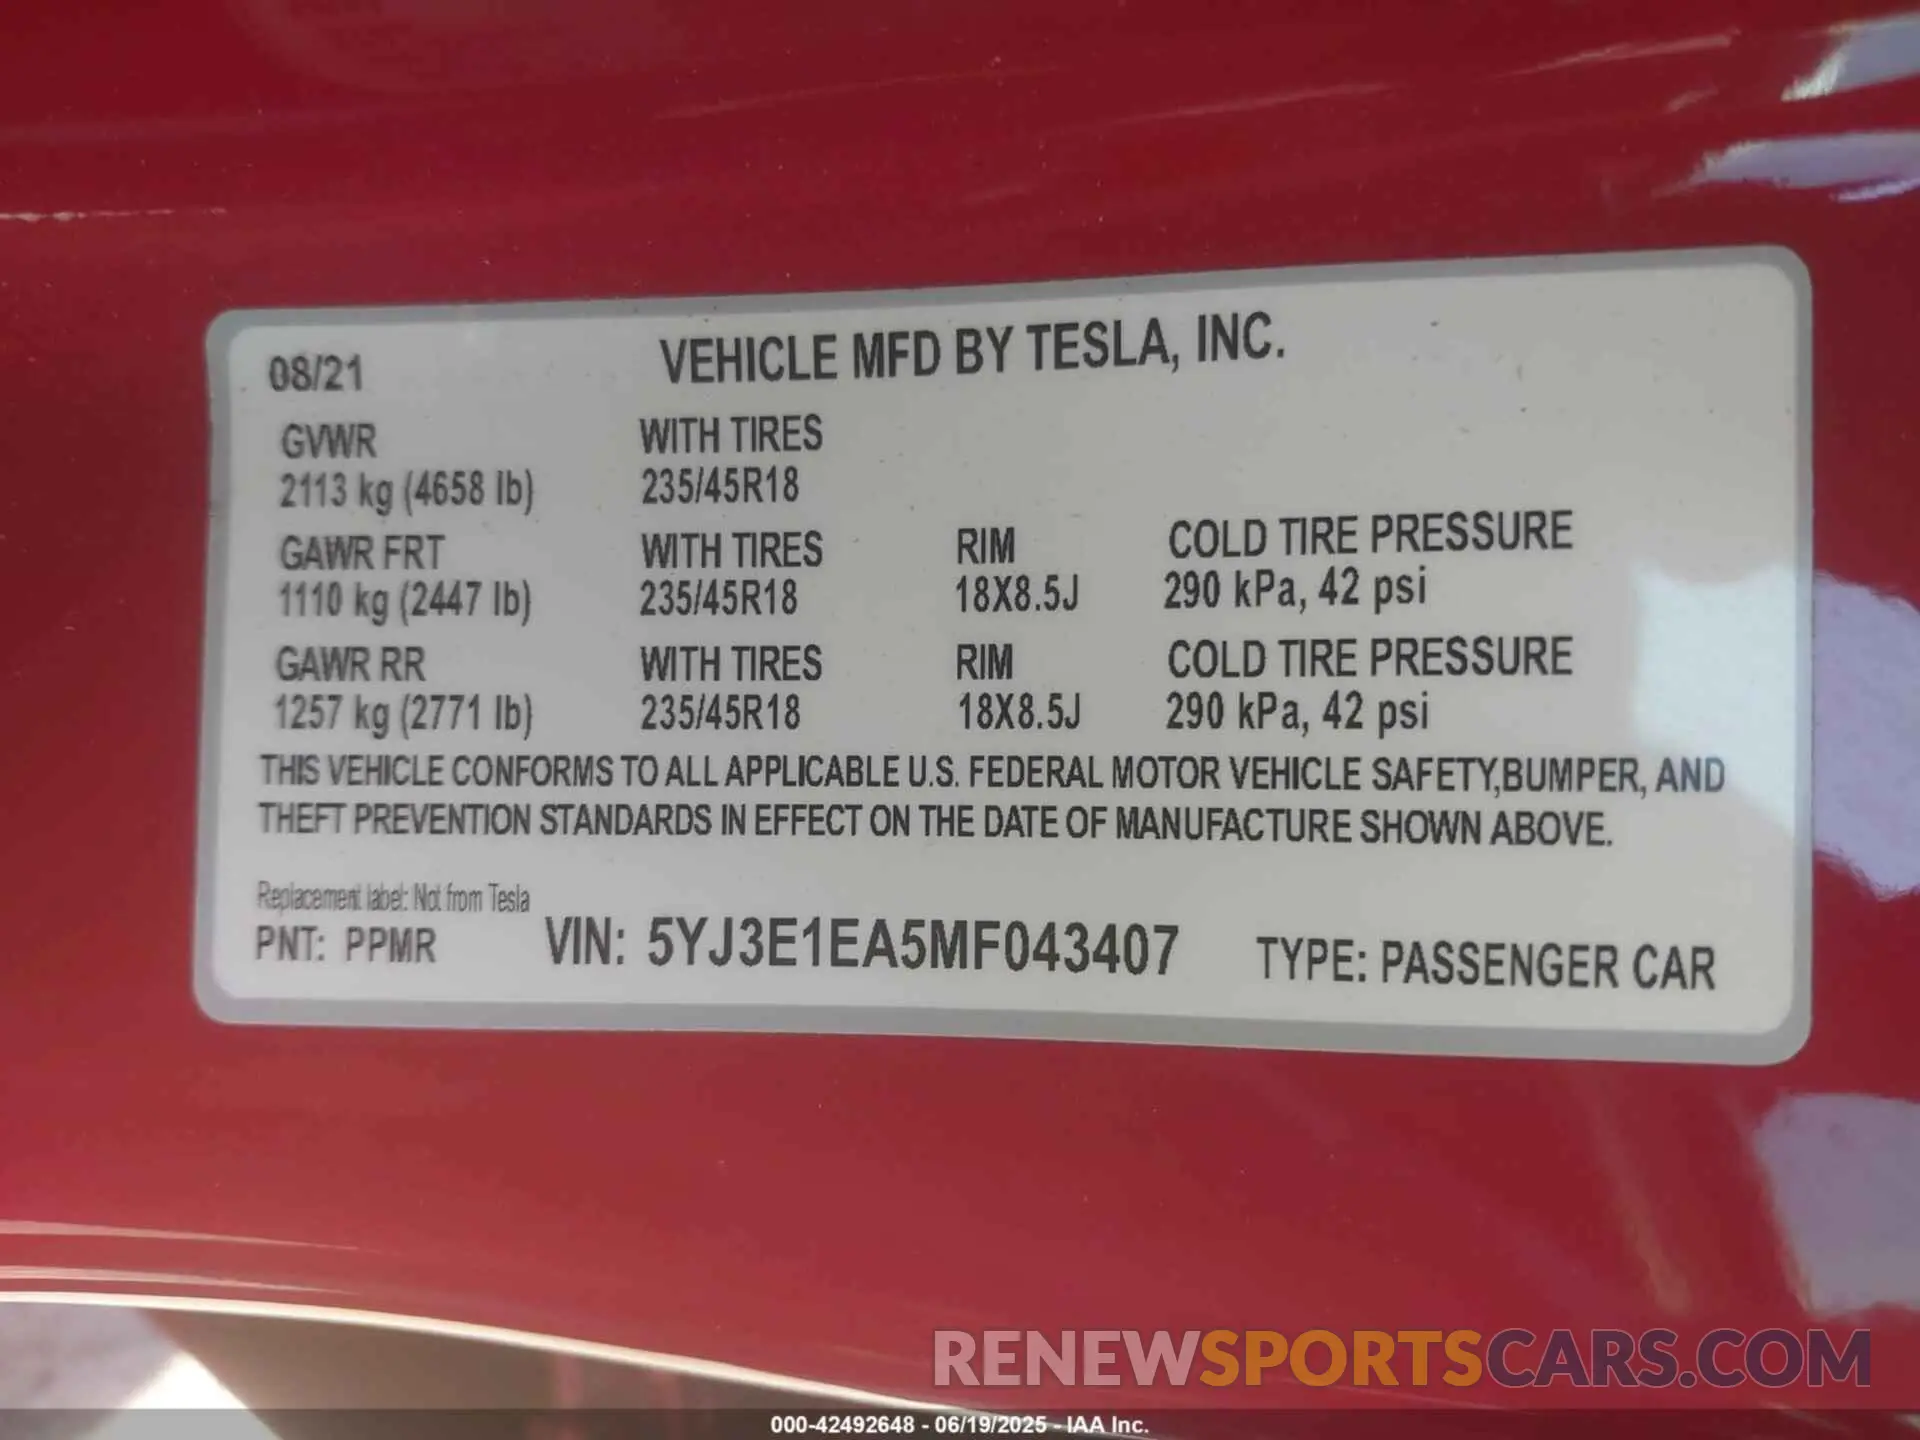 08/21 VEHICLE MFD BY TESLA, INC.
GVWR WITH TIRES
2113 kg (4658 lb) 235/45R18
GAWR FRT WITH TIRES RIM COLD TIRE PRESSURE
1110 kg (2447 lb) 235/45R18 18X8.5J 290 kPa, 42 psi
GAWR RR WITH TIRES RIM COLD TIRE PRESSURE
1257 kg (2771 lb) 235/45R18 18X8.5J 290 kPa, 42 psi
THIS VEHICLE CONFORMS TO ALL APPLICABLE U.S. FEDERAL MOTOR VEHICLE SAFETY,BUMPER, AND
THEFT PREVENTION STANDARDS IN EFFECT ON THE DATE OF MANUFACTURE SHOWN ABOVE.
Replacement label: Not from Tesla
PNT: PPMR VIN: 5YJ3E1EA5MF043407 TYPE: PASSENGER CAR
RENEWSPORTSCARS.COM
000-42492648 - 06/19/2025 - IAA Inc.